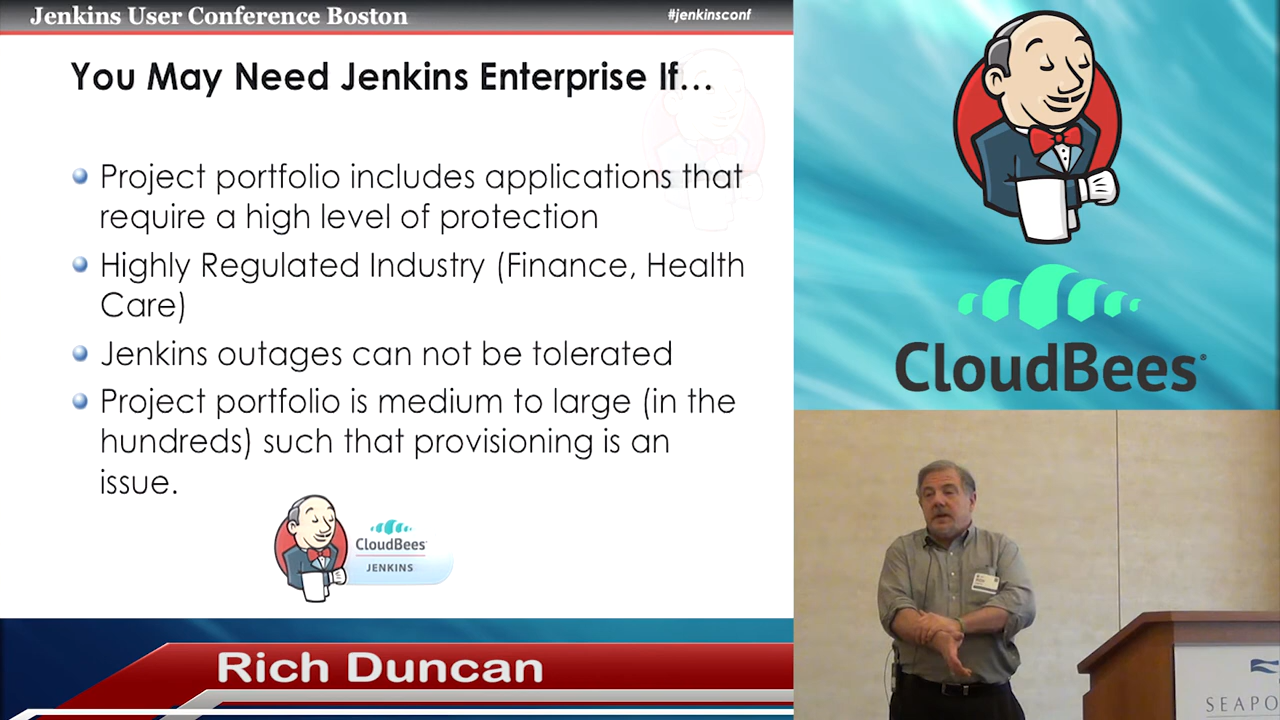 Jenkins User Conference Boston
#jenkinsconf
You May Need Jenkins Enterprise If...
Project portfolio includes applications that
require a high level of protection
Highly Regulated Industry (Finance, Health
Care)
Jenkins outages can not be tolerated
Project portfolio is medium to large (in the
hundreds) such that provisioning is an
issue.
CloudBees
JENKINS
Rich Duncan
CloudBees®
SEAPO